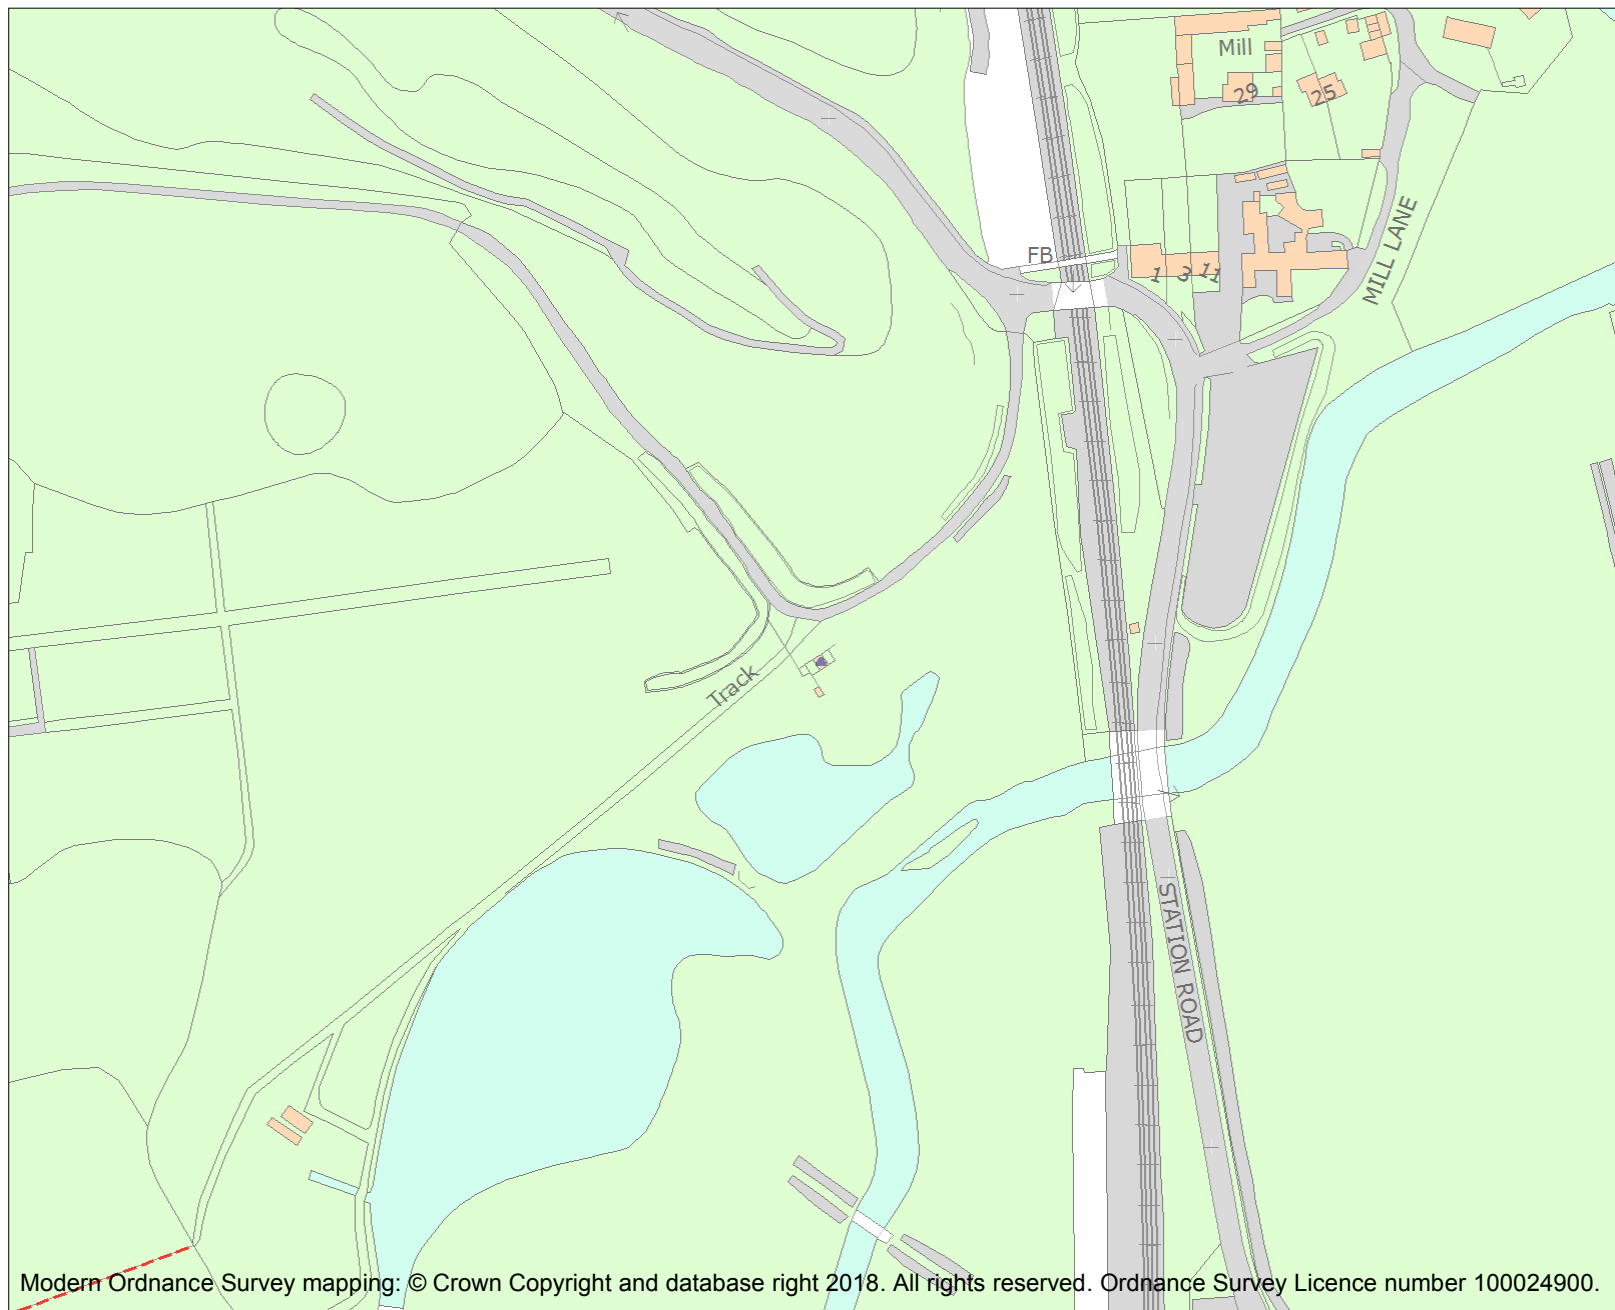 Mill
29
25
MILL LANE
FB
1
3
11
Track
STATION ROAD
Modern Ordnance Survey mapping: © Crown Copyright and database right 2018. All rights reserved. Ordnance Survey Licence number 100024900.